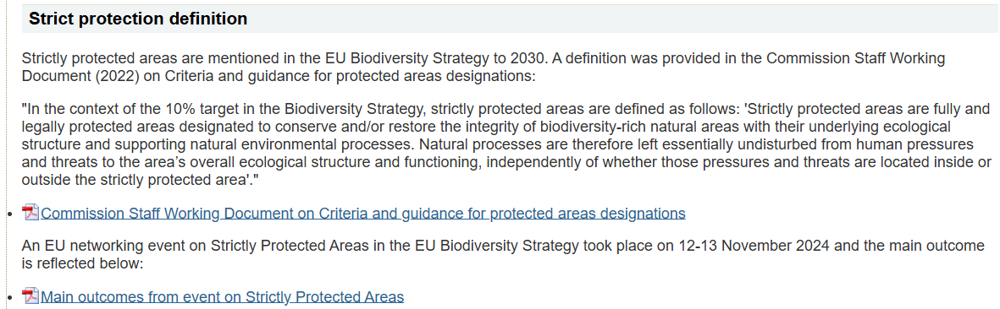 Strict protection definition
Strictly protected areas are mentioned in the EU Biodiversity Strategy to 2030. A definition was provided in the Commission Staff Working
Document (2022) on Criteria and guidance for protected areas designations:
"In the context of the 10% target in the Biodiversity Strategy, strictly protected areas are defined as follows: 'Strictly protected areas are fully and
legally protected areas designated to conserve and/or restore the integrity of biodiversity-rich natural areas with their underlying ecological
structure and supporting natural environmental processes. Natural processes are therefore left essentially undisturbed from human pressures
and threats to the area’s overall ecological structure and functioning, independently of whether those pressures and threats are located inside or
outside the strictly protected area'."
Commission Staff Working Document on Criteria and guidance for protected areas designations
An EU networking event on Strictly Protected Areas in the EU Biodiversity Strategy took place on 12-13 November 2024 and the main outcome
is reflected below:
Main outcomes from event on Strictly Protected Areas